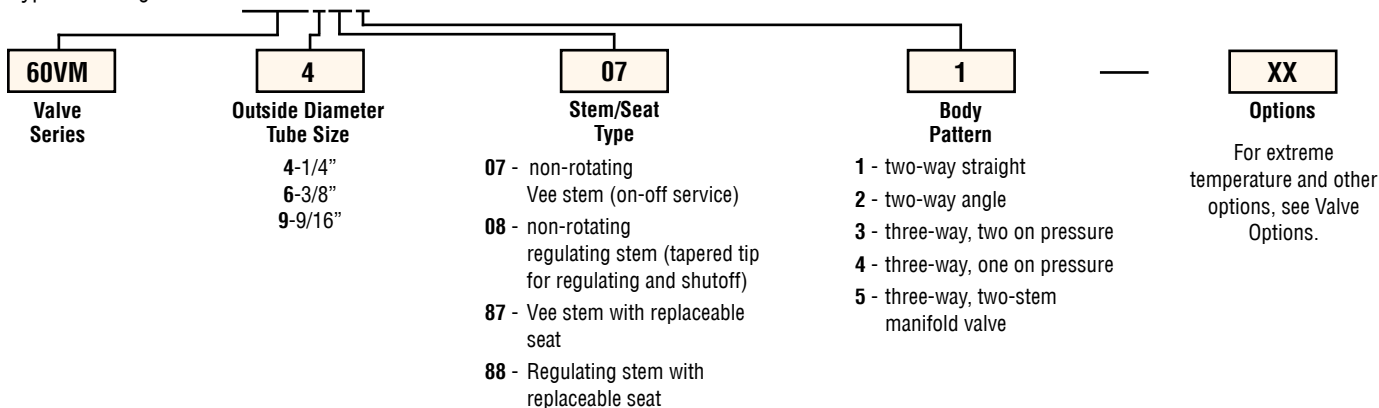 60VM
Valve
Series
4
Outside Diameter
Tube Size
4-1/4”
6-3/8”
9-9/16”
07
Stem/Seat
Type
07 - non-rotating
Vee stem (on-off service)
08 - non-rotating
regulating stem (tapered tip
for regulating and shutoff)
87 - Vee stem with replaceable
seat
88 - Regulating stem with
replaceable seat
1
Body
Pattern
1 - two-way straight
2 - two-way angle
3 - three-way, two on pressure
4 - three-way, one on pressure
5 - three-way, two-stem
manifold valve
—
XX
Options
For extreme
temperature and other
options, see Valve
Options.